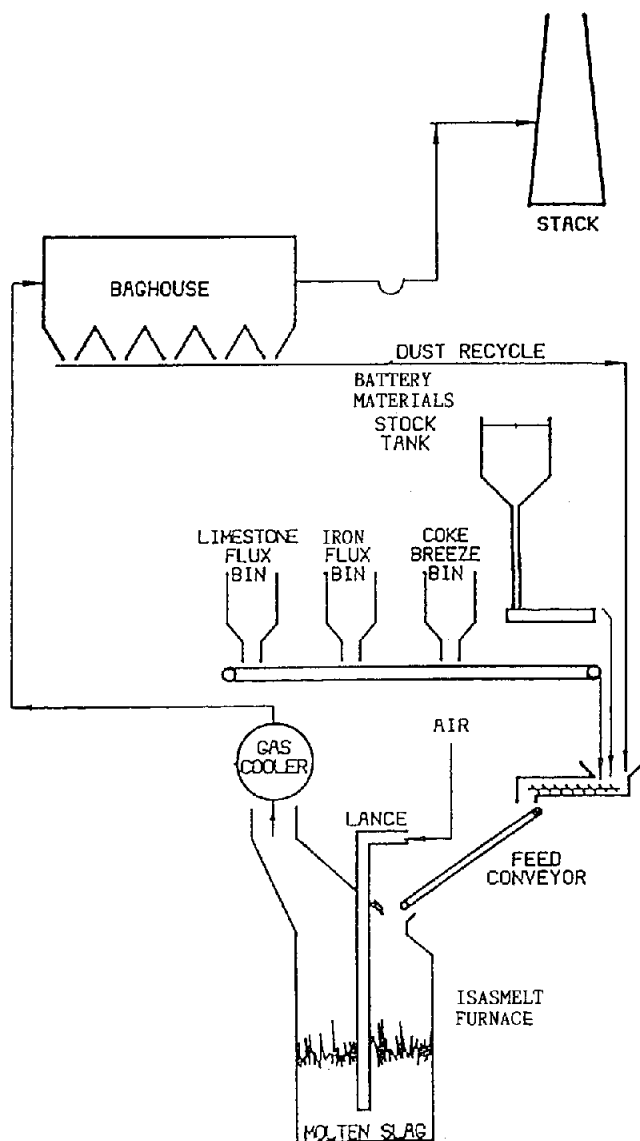 STACK
BAGHOUSE
DUST RECYCLE
BATTERY
MATERIALS
STOCK
TANK
LIMESTONE
FLUX
BIN
IRON
FLUX
BIN
COKE
BREEZE
BIN
AIR
GAS
COOLER
LANCE
FEED
CONVEYOR
ISASMELT
FURNACE
MOLTEN SLAG